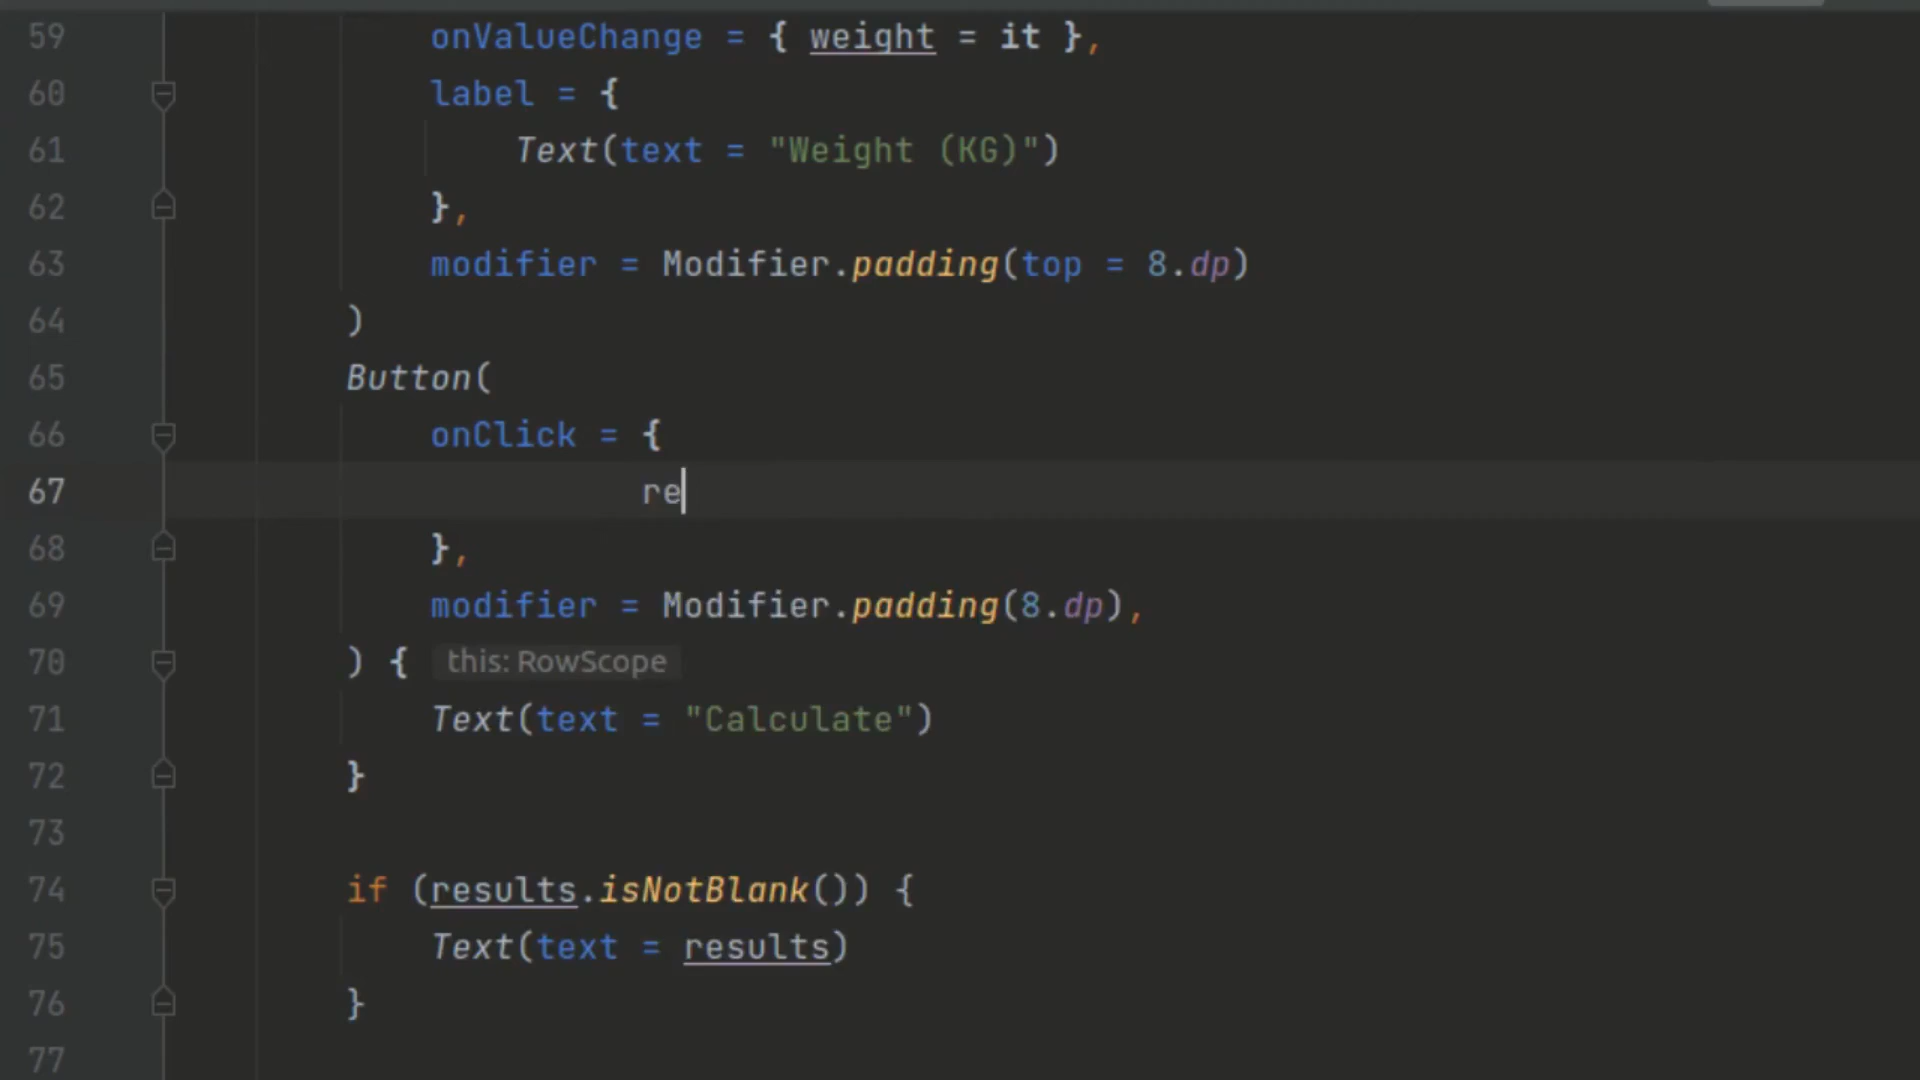 59 onValueChange = { weight = it },
60 label = {
61 Text(text = "Weight (KG)")
62 },
63 modifier = Modifier.padding(top = 8.dp)
64 )
65 Button(
66 onClick = {
67 re
68 },
69 modifier = Modifier.padding(8.dp),
70 ) { this: RowScope
71 Text(text = "Calculate")
72 }
73
74 if (results.isNotBlank()) {
75 Text(text = results)
76 }
77